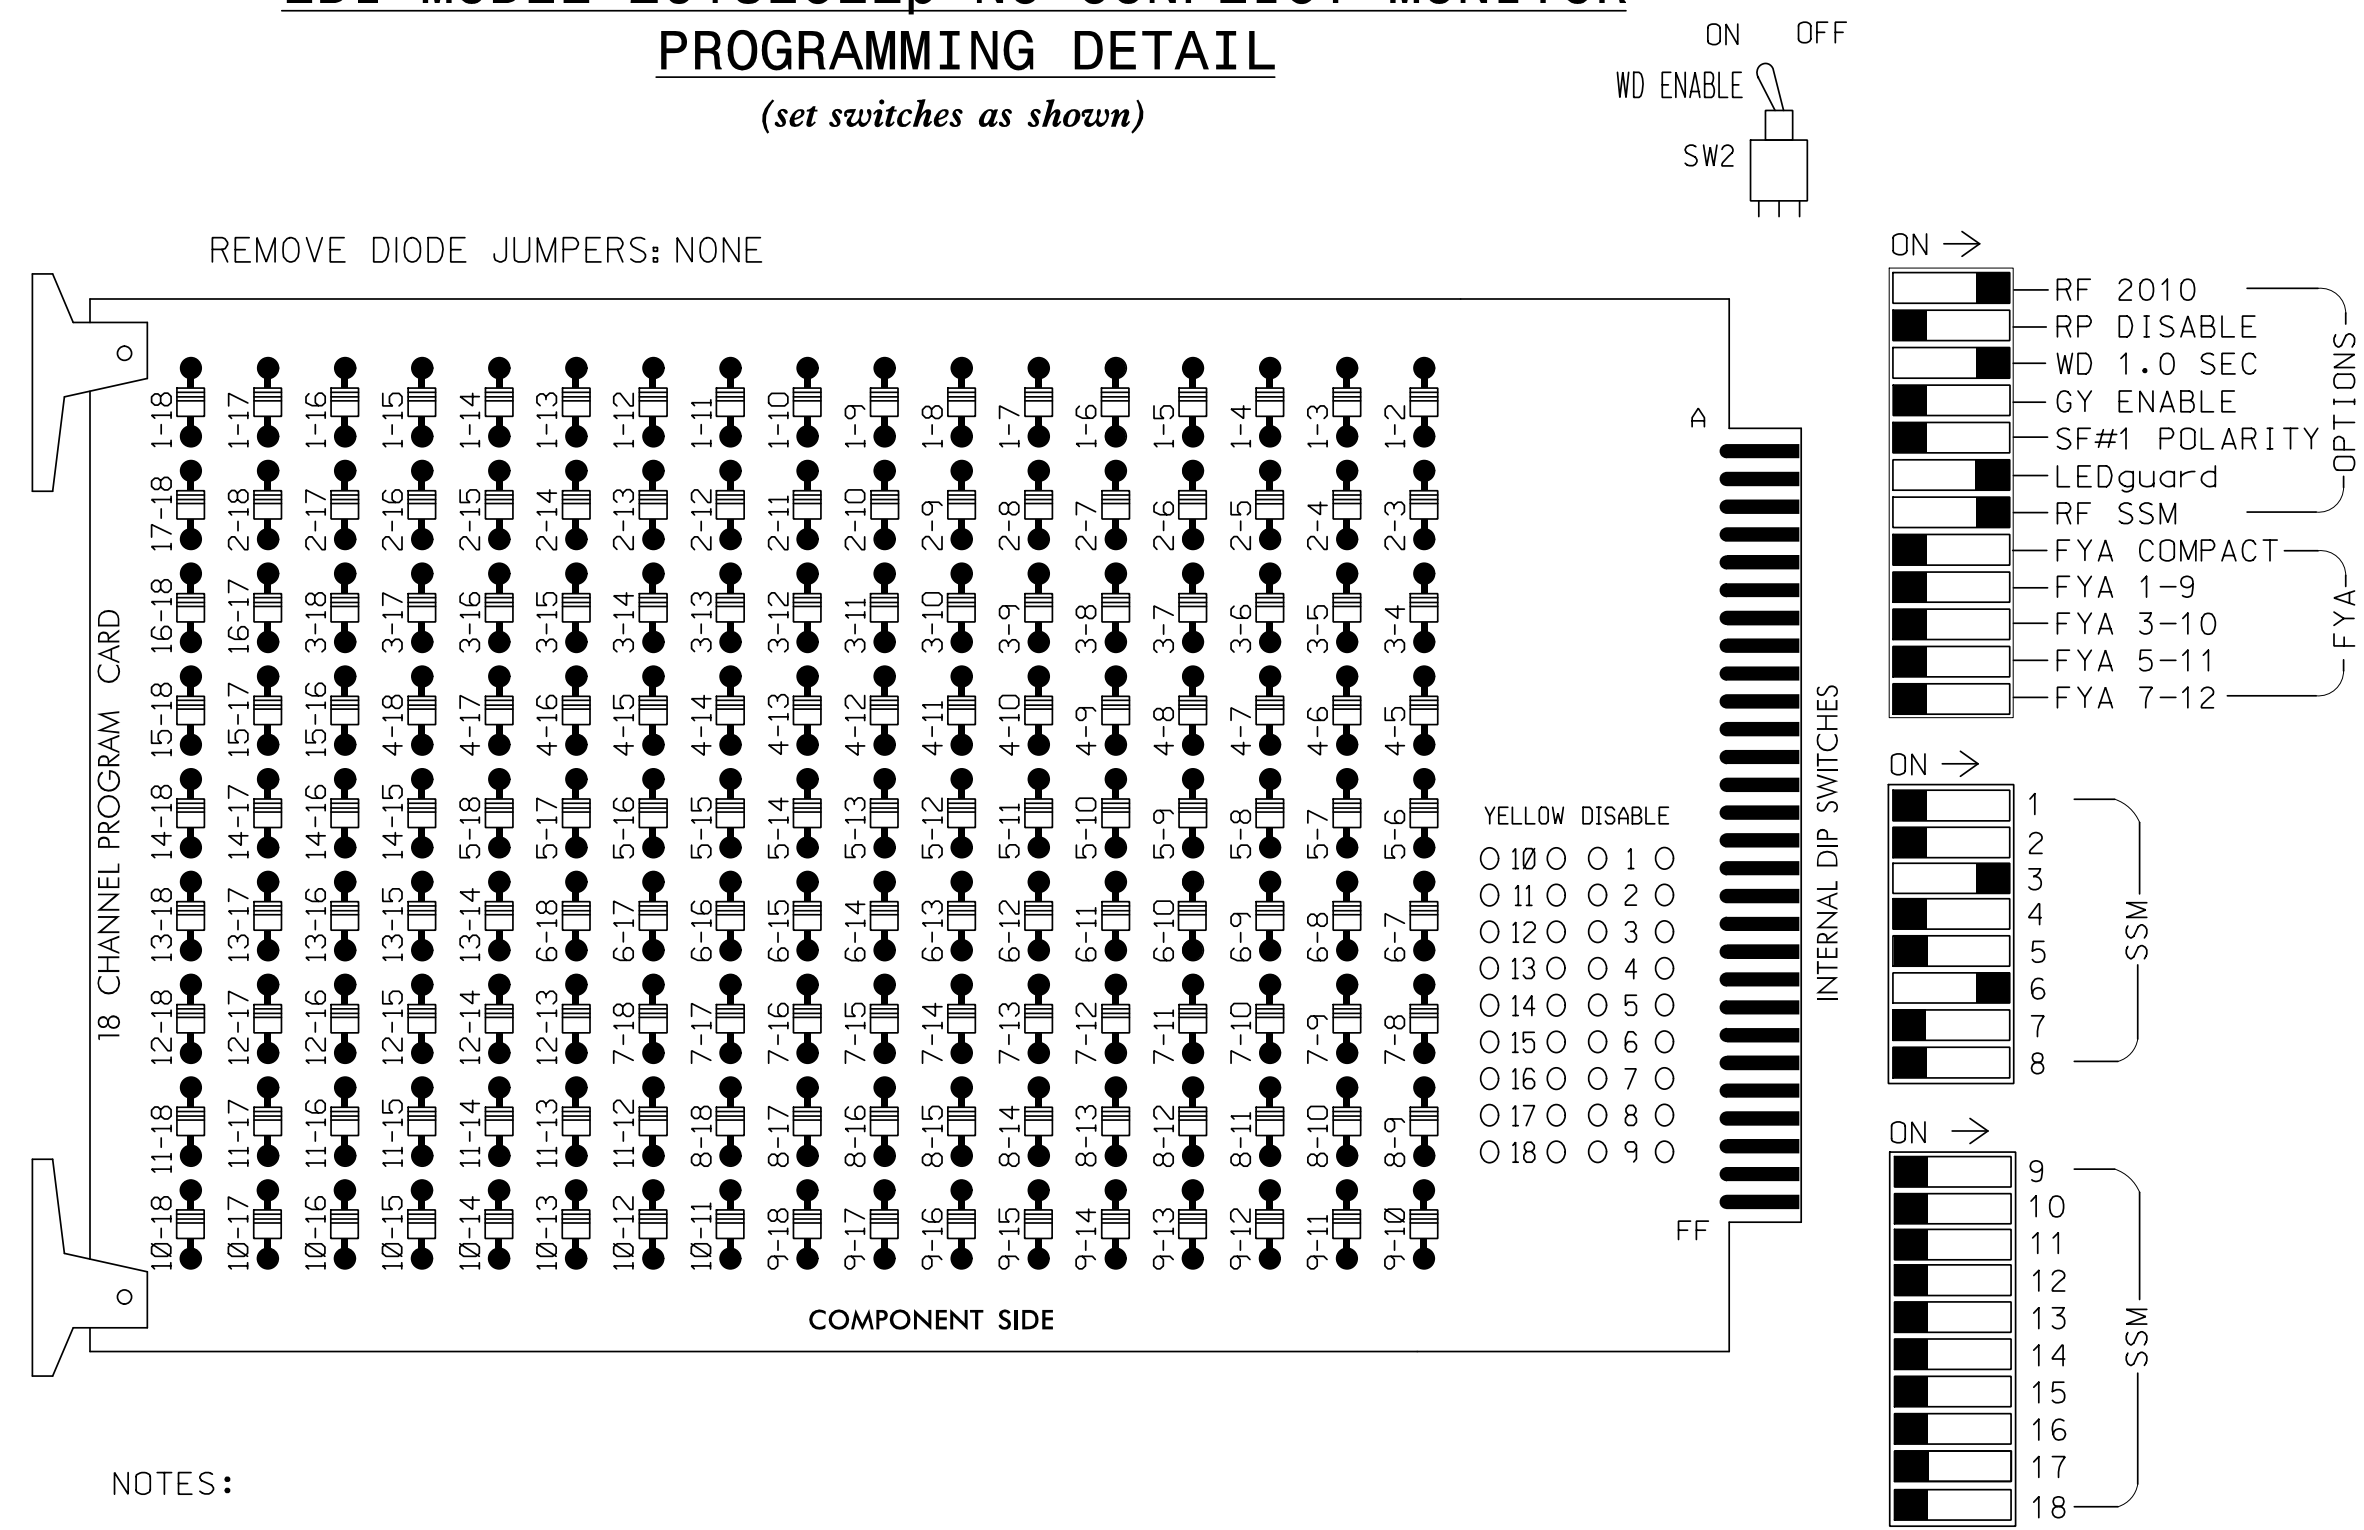 PROGRAMMING DETAIL
(set switches as shown)
ON OFF
WD ENABLE
SW2
REMOVE DIODE JUMPERS: NONE
18 CHANNEL PROGRAM CARD
1-18 1-17 1-16 1-15 1-14 1-13 1-12 1-11 1-10 1-9 1-8 1-7 1-6 1-5 1-4 1-3 1-2
17-18 2-18 2-17 2-16 2-15 2-14 2-13 2-12 2-11 2-10 2-9 2-8 2-7 2-6 2-5 2-4 2-3
16-18 16-17 3-18 3-17 3-16 3-15 3-14 3-13 3-12 3-11 3-10 3-9 3-8 3-7 3-6 3-5 3-4
15-18 15-17 15-16 4-18 4-17 4-16 4-15 4-14 4-13 4-12 4-11 4-10 4-9 4-8 4-7 4-6 4-5
14-18 14-17 14-16 14-15 5-18 5-17 5-16 5-15 5-14 5-13 5-12 5-11 5-10 5-9 5-8 5-7 5-6
13-18 13-17 13-16 13-15 13-14 6-18 6-17 6-16 6-15 6-14 6-13 6-12 6-11 6-10 6-9 6-8 6-7
12-18 12-17 12-16 12-15 12-14 12-13 7-18 7-17 7-16 7-15 7-14 7-13 7-12 7-11 7-10 7-9 7-8
11-18 11-17 11-16 11-15 11-14 11-13 11-12 8-18 8-17 8-16 8-15 8-14 8-13 8-12 8-11 8-10 8-9
10-18 10-17 10-16 10-15 10-14 10-13 10-12 10-11 9-18 9-17 9-16 9-15 9-14 9-13 9-12 9-11 9-10
COMPONENT SIDE
A
YELLOW DISABLE
10 1
11 2
12 3
13 4
14 5
15 6
16 7
17 8
18 9
FF
INTERNAL DIP SWITCHES
ON →
RF 2010
RP DISABLE
WD 1.0 SEC
GY ENABLE
SF#1 POLARITY
LEDguard
RF SSM
OPTIONS
FYA COMPACT
FYA 1-9
FYA 3-10
FYA 5-11
FYA 7-12
FYA
ON →
1
2
3
4
5
6
7
8
SSM
ON →
9
10
11
12
13
14
15
16
17
18
SSM
NOTES: